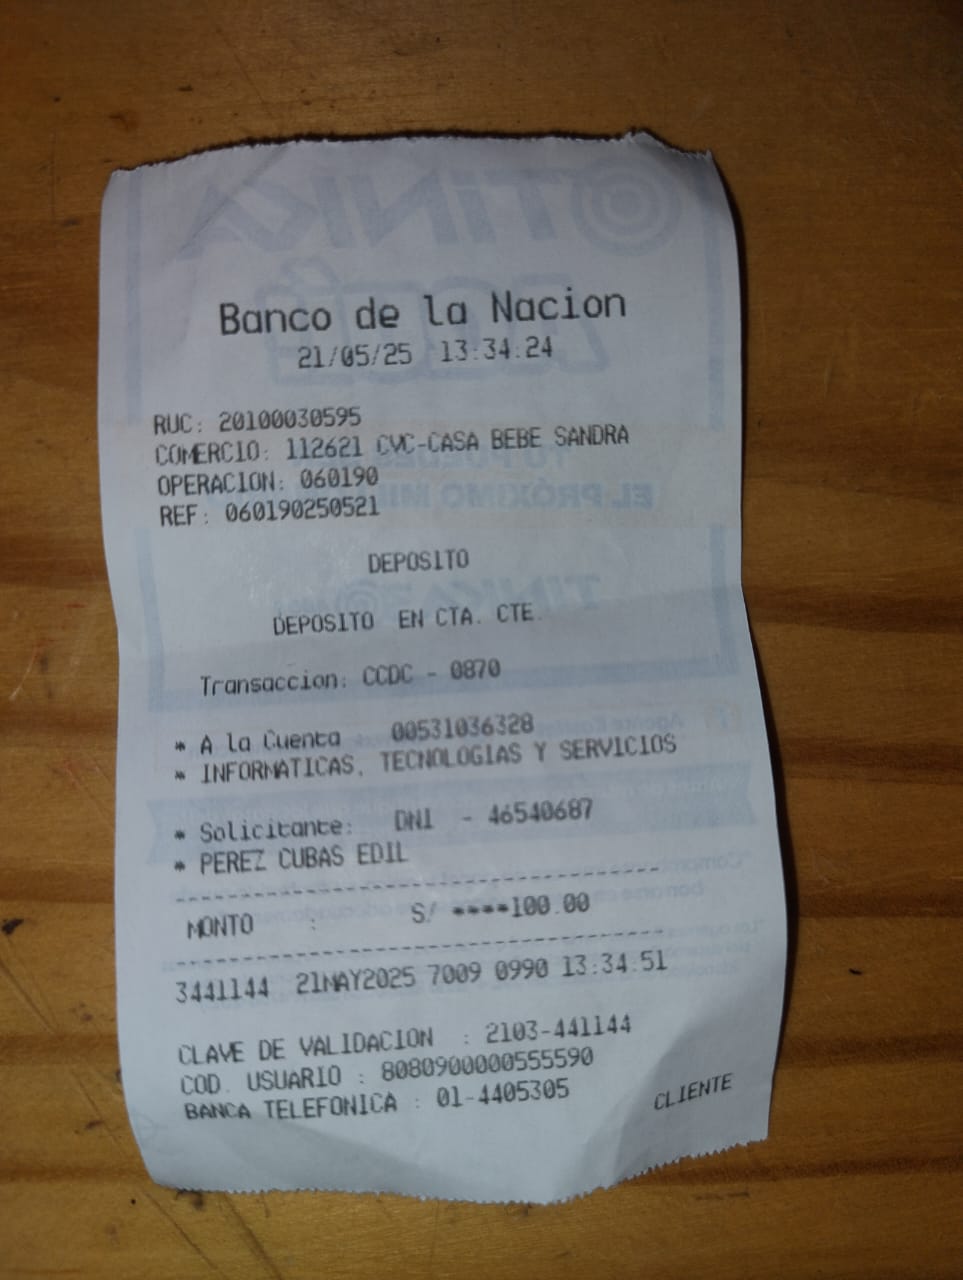 Banco de la Nacion
21/05/25 13:34:24
RUC: 20100030595
COMERCIO: 112621 CVC-CASA BEBE SANDRA
OPERACION: 060190
REF: 060190250521
DEPOSITO
DEPOSITO EN CTA. CTE.
Transaccion: CCDC - 0870
* A la Cuenta 00531036328
* INFORMATICAS, TECNOLOGIAS Y SERVICIOS
* Solicitante: DNI - 46540687
* PEREZ CUBAS EDIL
MONTO : S/ ****100.00
3441144 21MAY2025 7009 0990 13:34:51
CLAVE DE VALIDACION : 2103-441144
COD. USUARIO : 8080900000555590
BANCA TELEFONICA : 01-4405305
CLIENTE